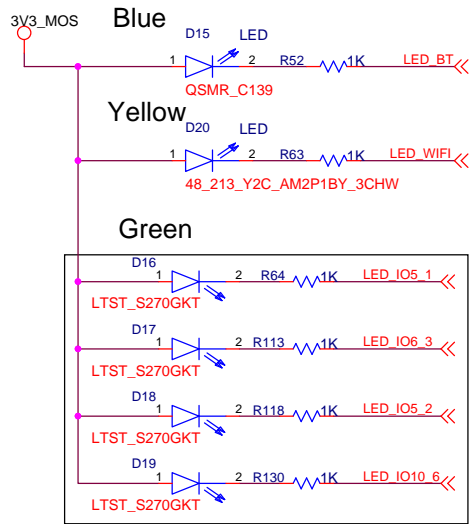 3V3_MOS
Blue
D15 LED
1 2 R52 1K LED_BT
QSMR_C139
Yellow
D20 LED
1 2 R63 1K LED_WIFI
48_213_Y2C_AM2P1BY_3CHW
Green
D16
1 2 R64 1K LED_IO5_1
LTST_S270GKT
D17
1 2 R113 1K LED_IO6_3
LTST_S270GKT
D18
1 2 R118 1K LED_IO5_2
LTST_S270GKT
D19
1 2 R130 1K LED_IO10_6
LTST_S270GKT